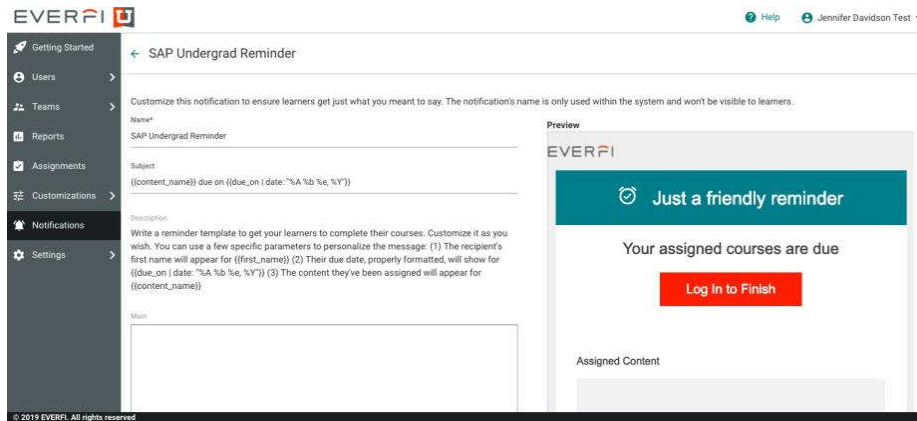 EVERFI U
Help
Jennifer Davidson Test
Getting Started
Users
Teams
Reports
Assignments
Customizations
Notifications
Settings
SAP Undergrad Reminder
Customize this notification to ensure learners get just what you meant to say. The notification's name is only used within the system and won't be visible to learners.
Name*
SAP Undergrad Reminder
Subject
{{content_name}} due on {{due_on | date: "%A %b %e, %Y"}}
Description
Write a reminder template to get your learners to complete their courses. Customize it as you
wish. You can use a few specific parameters to personalize the message: (1) The recipient's
first name will appear for {{first_name}} (2) Their due date, properly formatted, will show for
{{due_on | date: "%A %b %e, %Y"}} (3) The content they've been assigned will appear for
{{content_name}}
Main
Preview
EVERFI
Just a friendly reminder
Your assigned courses are due
Log In to Finish
Assigned Content
© 2019 EVERFI. All rights reserved